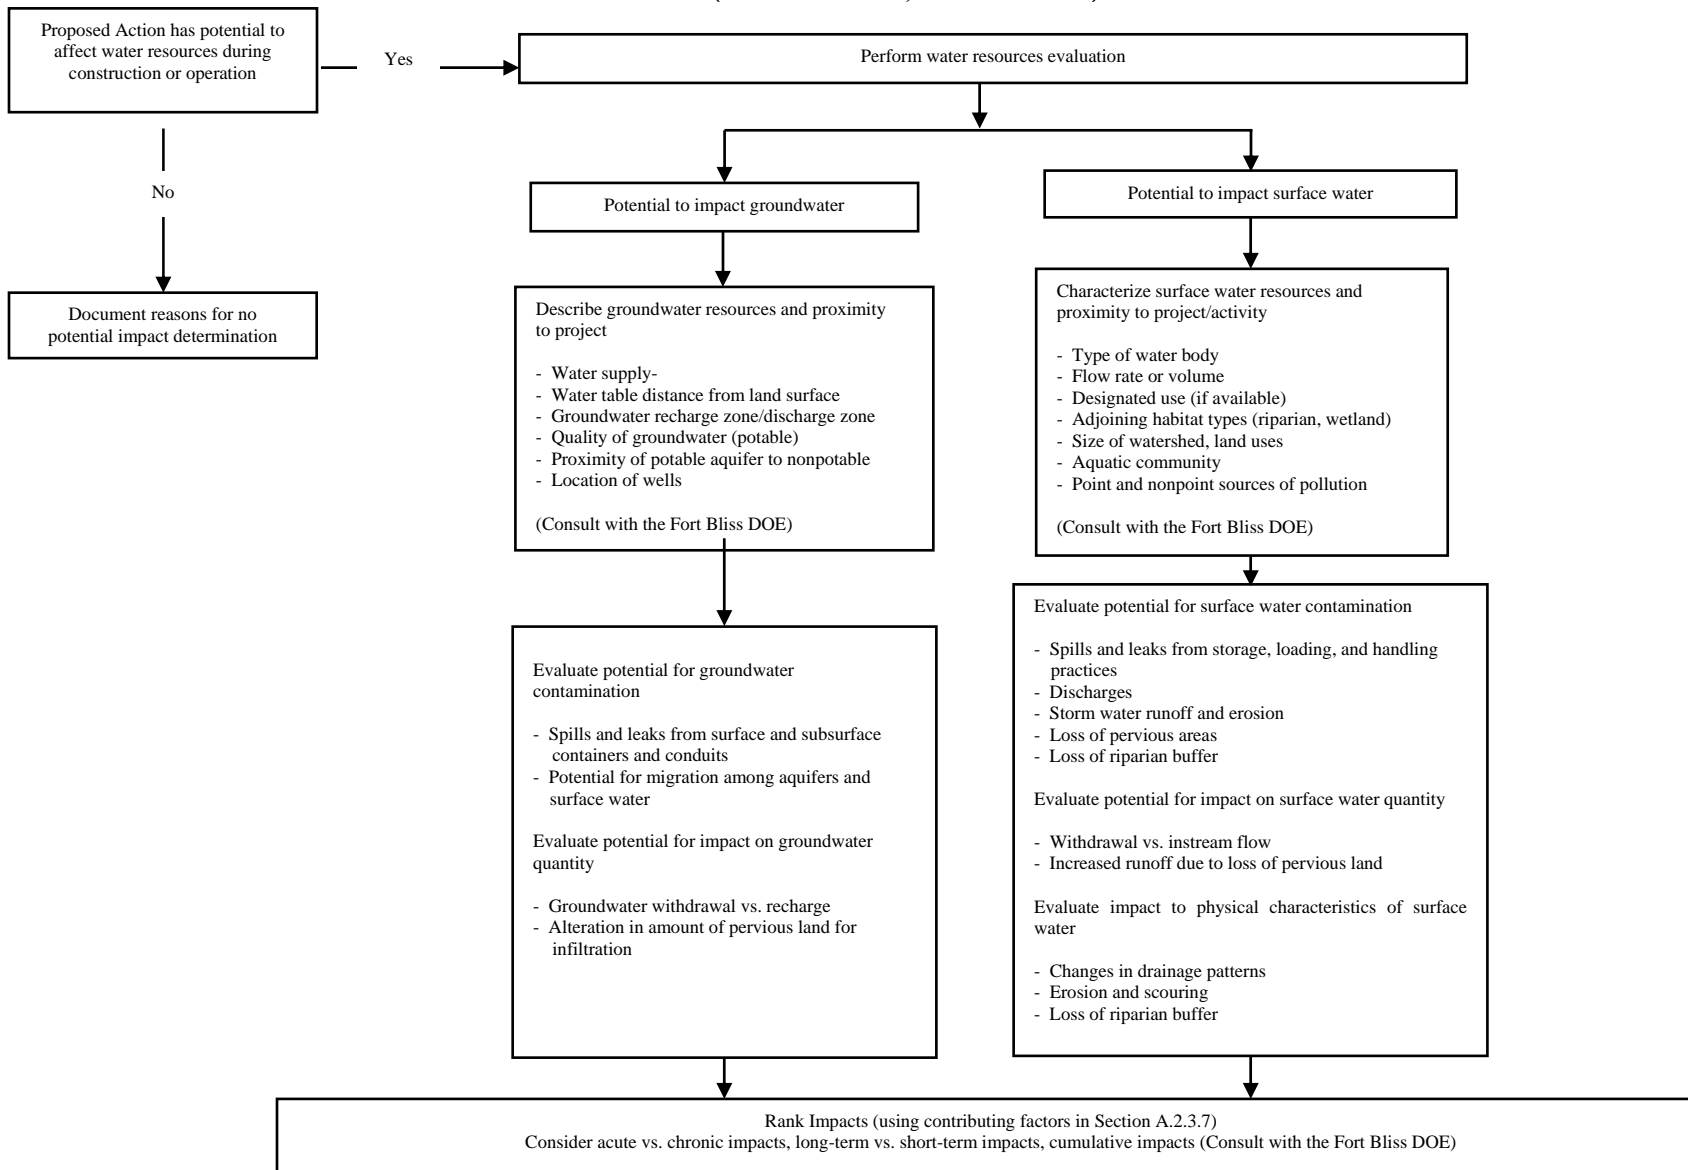 Proposed Action has potential to
affect water resources during
construction or operation
Yes
Perform water resources evaluation
No
Document reasons for no
potential impact determination
Potential to impact groundwater
Potential to impact surface water
Describe groundwater resources and proximity
to project
- Water supply-
- Water table distance from land surface
- Groundwater recharge zone/discharge zone
- Quality of groundwater (potable)
- Proximity of potable aquifer to nonpotable
- Location of wells
(Consult with the Fort Bliss DOE)
Characterize surface water resources and
proximity to project/activity
- Type of water body
- Flow rate or volume
- Designated use (if available)
- Adjoining habitat types (riparian, wetland)
- Size of watershed, land uses
- Aquatic community
- Point and nonpoint sources of pollution
(Consult with the Fort Bliss DOE)
Evaluate potential for groundwater
contamination
- Spills and leaks from surface and subsurface
containers and conduits
- Potential for migration among aquifers and
surface water
Evaluate potential for impact on groundwater
quantity
- Groundwater withdrawal vs. recharge
- Alteration in amount of pervious land for
infiltration
Evaluate potential for surface water contamination
- Spills and leaks from storage, loading, and handling
practices
- Discharges
- Storm water runoff and erosion
- Loss of pervious areas
- Loss of riparian buffer
Evaluate potential for impact on surface water quantity
- Withdrawal vs. instream flow
- Increased runoff due to loss of pervious land
Evaluate impact to physical characteristics of surface
water
- Changes in drainage patterns
- Erosion and scouring
- Loss of riparian buffer
Rank Impacts (using contributing factors in Section A.2.3.7)
Consider acute vs. chronic impacts, long-term vs. short-term impacts, cumulative impacts (Consult with the Fort Bliss DOE)